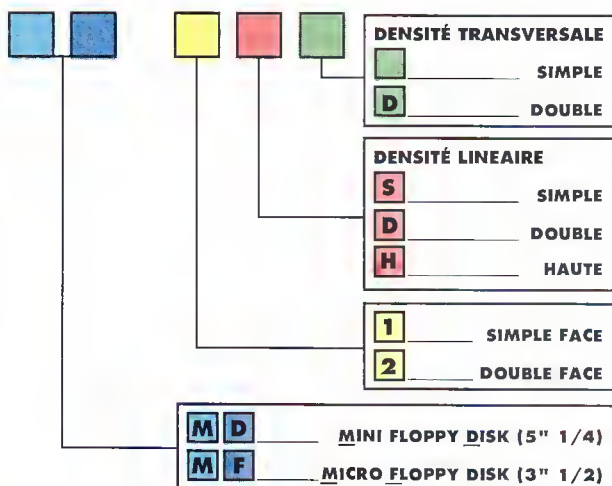 DENSITÉ TRANSVERSALE
SIMPLE
D DOUBLE
DENSITÉ LINEAIRE
S SIMPLE
D DOUBLE
H HAUTE
1 SIMPLE FACE
2 DOUBLE FACE
M D MINI FLOPPY DISK (5" 1/4)
M F MICRO FLOPPY DISK (3" 1/2)